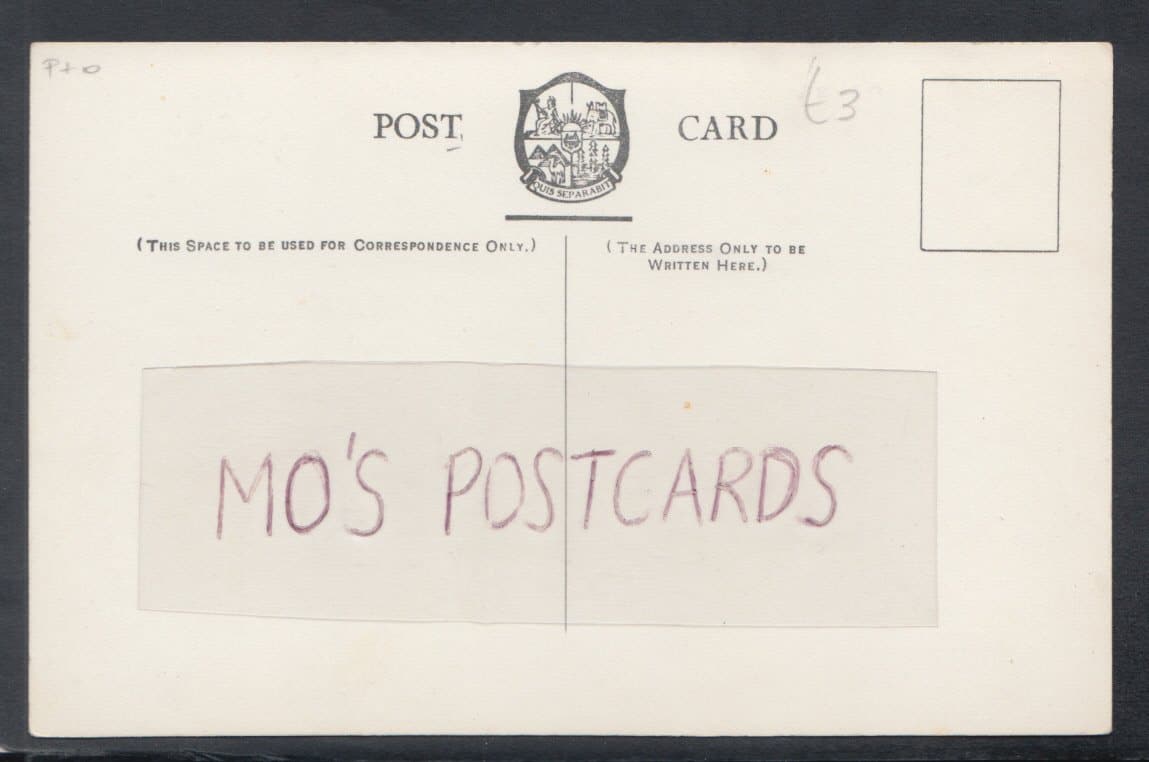 P+o
£3
POST CARD
QUIS SEPARABIT
(THIS SPACE TO BE USED FOR CORRESPONDENCE ONLY.)
(THE ADDRESS ONLY TO BE
WRITTEN HERE.)
MO'S POSTCARDS